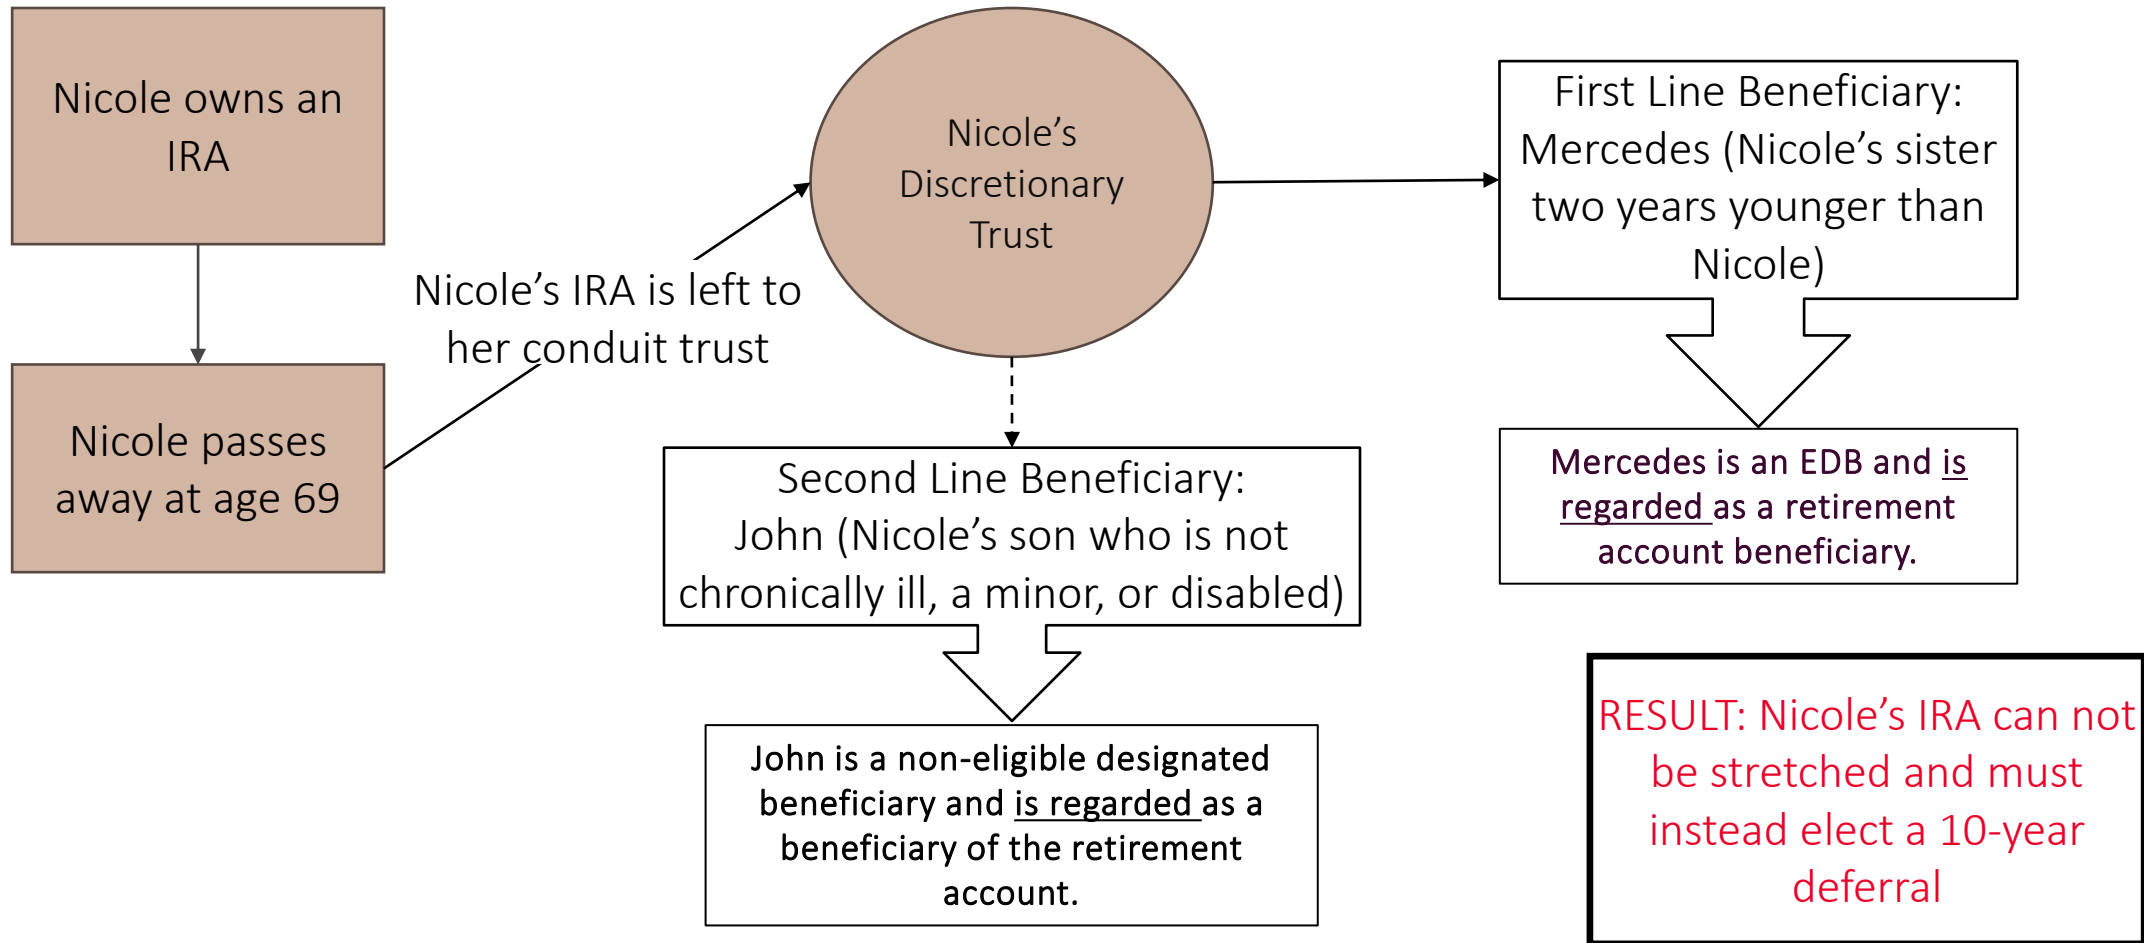 Nicole owns an
IRA
Nicole passes
away at age 69
Nicole’s IRA is left to
her conduit trust
Nicole’s
Discretionary
Trust
First Line Beneficiary:
Mercedes (Nicole’s sister
two years younger than
Nicole)
Mercedes is an EDB and is
regarded as a retirement
account beneficiary.
Second Line Beneficiary:
John (Nicole’s son who is not
chronically ill, a minor, or disabled)
John is a non-eligible designated
beneficiary and is regarded as a
beneficiary of the retirement
account.
RESULT: Nicole’s IRA can not
be stretched and must
instead elect a 10-year
deferral